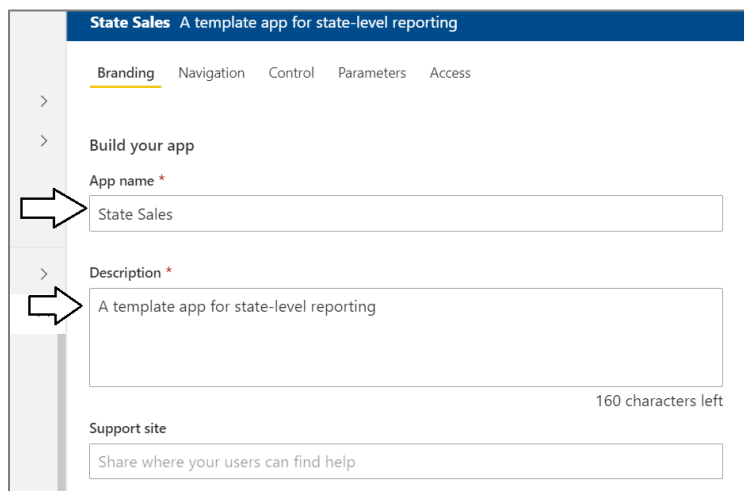 State Sales A template app for state-level reporting
Branding Navigation Control Parameters Access
Build your app
App name *
State Sales
Description *
A template app for state-level reporting
160 characters left
Support site
Share where your users can find help